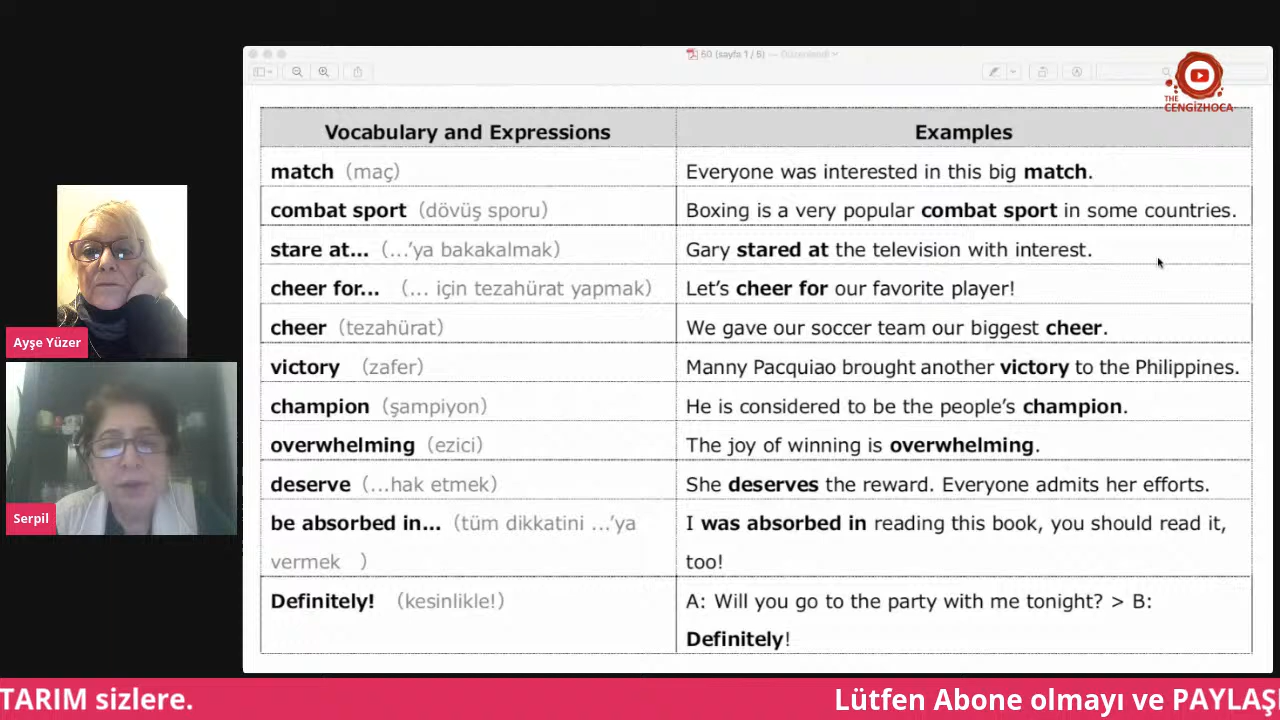 60 (sayfa 1 / 5) — Düzenlendi
THE
CENGİZHOCA
Vocabulary and Expressions
Examples
match (maç)
Everyone was interested in this big match.
combat sport (dövüş sporu)
Boxing is a very popular combat sport in some countries.
stare at... (...'ya bakakalmak)
Gary stared at the television with interest.
cheer for... (... için tezahürat yapmak)
Let's cheer for our favorite player!
cheer (tezahürat)
We gave our soccer team our biggest cheer.
victory (zafer)
Manny Pacquiao brought another victory to the Philippines.
champion (şampiyon)
He is considered to be the people's champion.
overwhelming (ezici)
The joy of winning is overwhelming.
deserve (...hak etmek)
She deserves the reward. Everyone admits her efforts.
be absorbed in... (tüm dikkatini ...'ya
vermek )
I was absorbed in reading this book, you should read it,
too!
Definitely! (kesinlikle!)
A: Will you go to the party with me tonight? > B:
Definitely!
Ayşe Yüzer
Serpil
TARIM sizlere.
Lütfen Abone olmayı ve PAYLAŞ